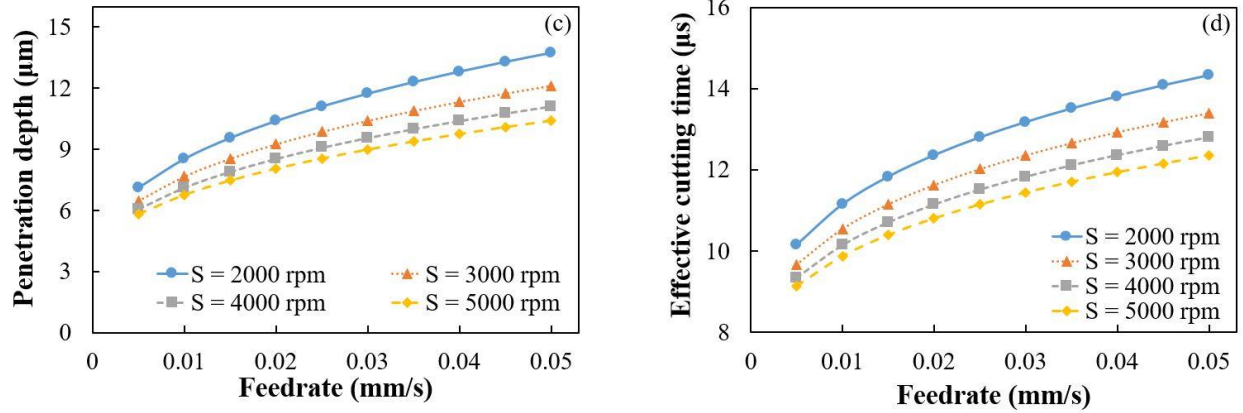 (c)
Penetration depth (μm)
15
12
9
6
3
0
S = 2000 rpm
S = 3000 rpm
S = 4000 rpm
S = 5000 rpm
0 0.01 0.02 0.03 0.04 0.05
Feedrate (mm/s)
(d)
Effective cutting time (μs)
16
14
12
10
8
S = 2000 rpm
S = 3000 rpm
S = 4000 rpm
S = 5000 rpm
0 0.01 0.02 0.03 0.04 0.05
Feedrate (mm/s)